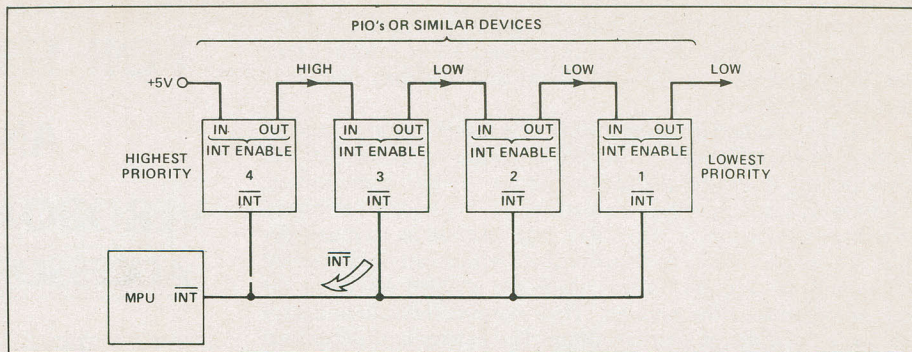 PIO's OR SIMILAR DEVICES
+5V
HIGH
LOW
LOW
LOW
IN OUT
INT ENABLE
4
INT
IN OUT
INT ENABLE
3
INT
IN OUT
INT ENABLE
2
INT
IN OUT
INT ENABLE
1
INT
HIGHEST
PRIORITY
LOWEST
PRIORITY
INT
MPU INT